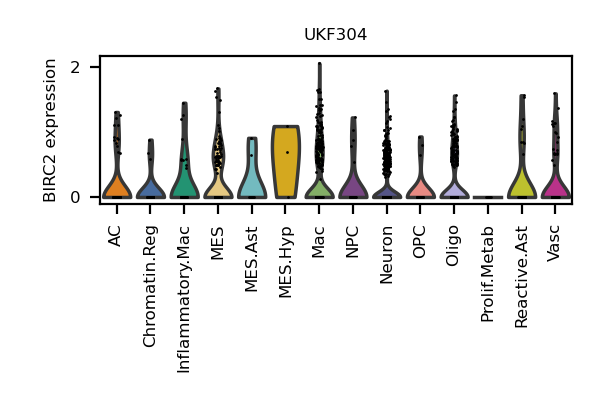 UKF304
BIRC2 expression
2
0
AC
Chromatin.Reg
Inflammatory.Mac
MES
MES.Ast
MES.Hyp
Mac
NPC
Neuron
OPC
Oligo
Prolif.Metab
Reactive.Ast
Vasc